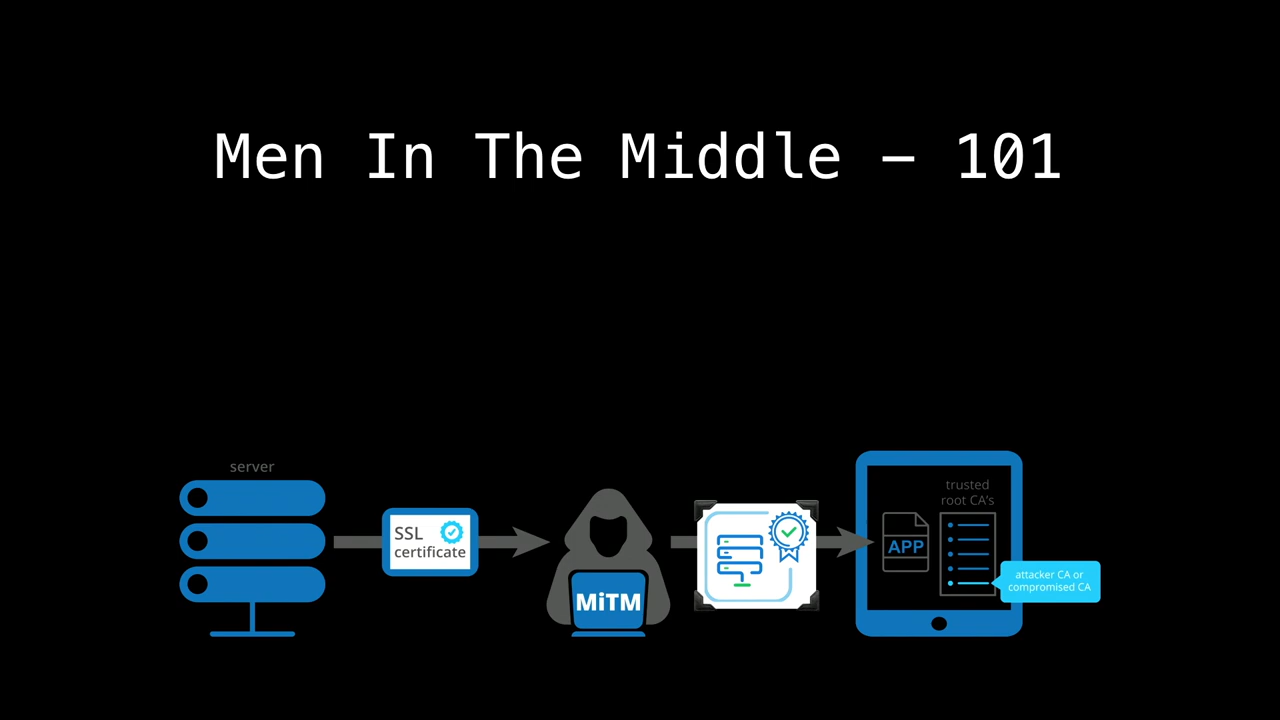 Men In The Middle – 101
server
SSL
certificate
MiTM
trusted
root CA's
APP
attacker CA or
compromised CA